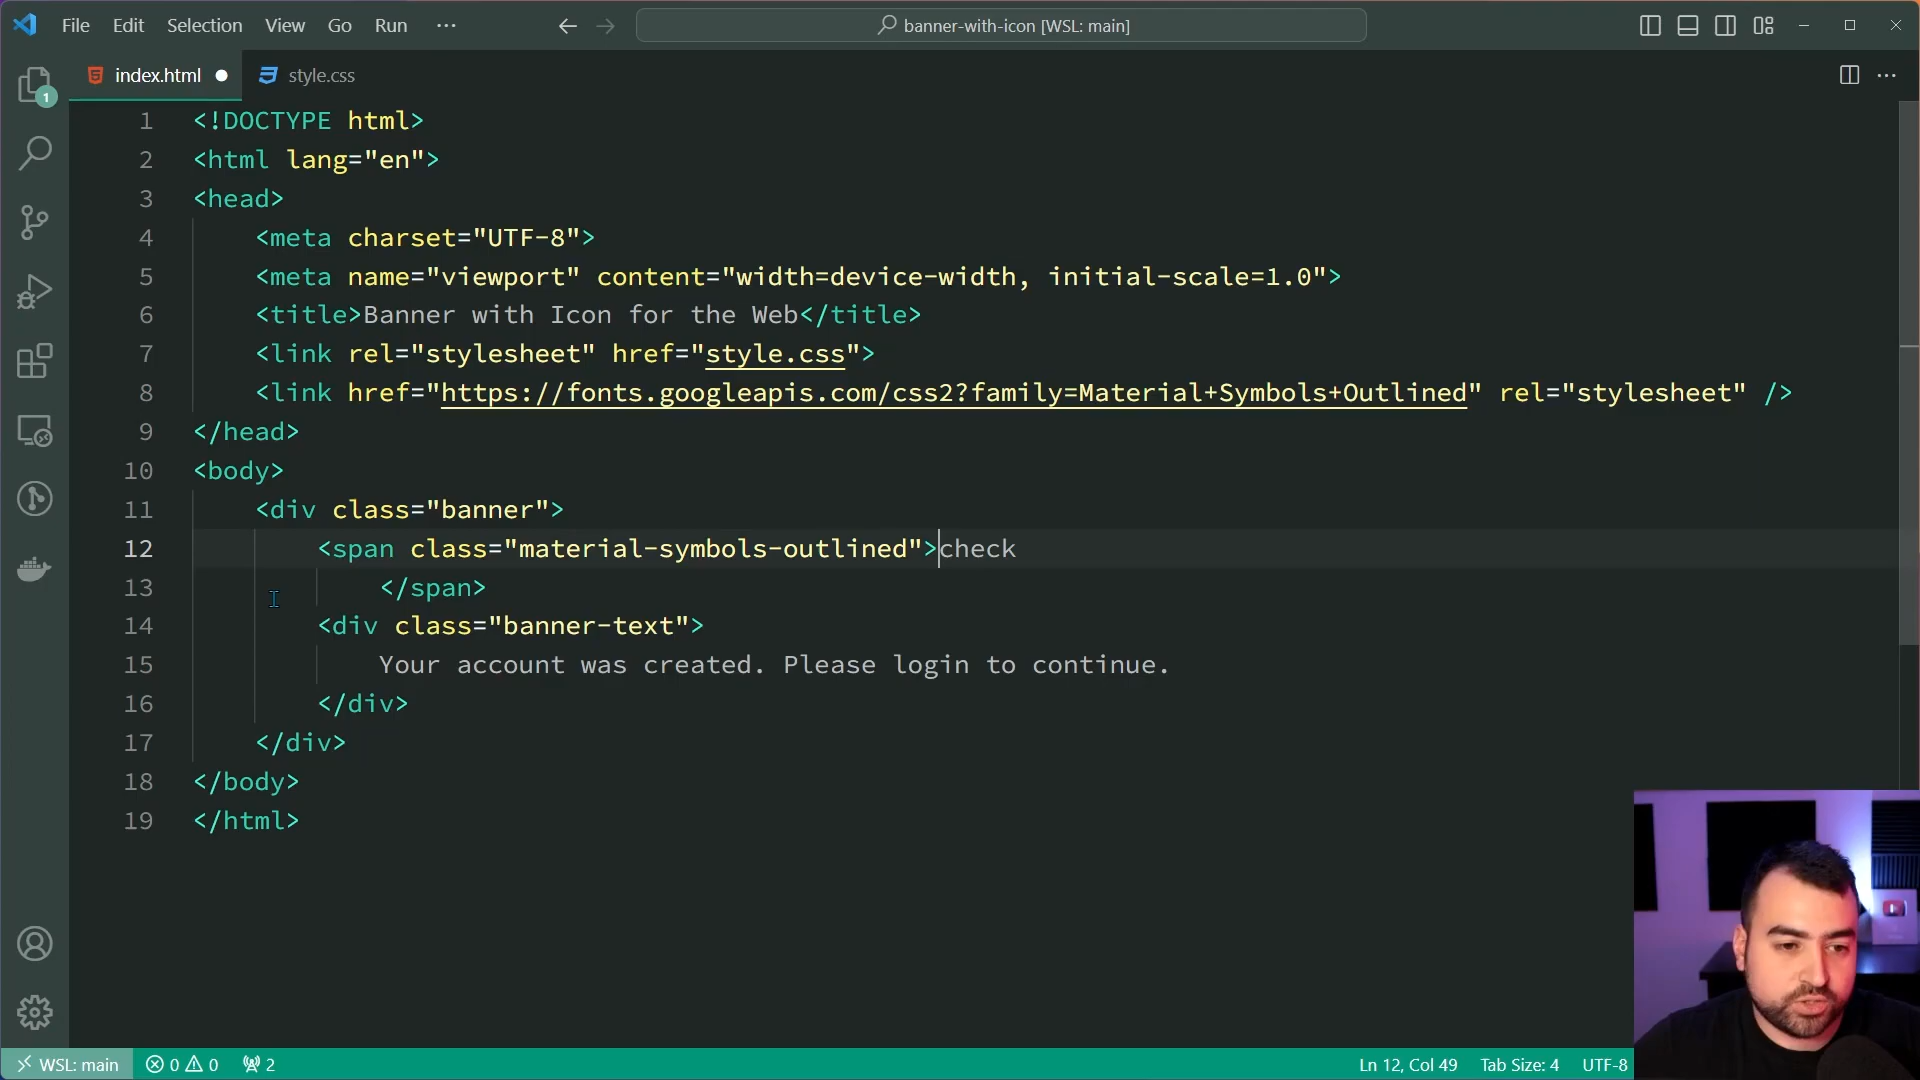 File Edit Selection View Go Run ···
banner-with-icon [WSL: main]
index.html
style.css
1
1 <!DOCTYPE html>
2 <html lang="en">
3 <head>
4 <meta charset="UTF-8">
5 <meta name="viewport" content="width=device-width, initial-scale=1.0">
6 <title>Banner with Icon for the Web</title>
7 <link rel="stylesheet" href="style.css">
8 <link href="https://fonts.googleapis.com/css2?family=Material+Symbols+Outlined" rel="stylesheet" />
9 </head>
10 <body>
11 <div class="banner">
12 <span class="material-symbols-outlined">check
13 </span>
14 <div class="banner-text">
15 Your account was created. Please login to continue.
16 </div>
17 </div>
18 </body>
19 </html>
WSL: main 0 0 2 Ln 12, Col 49 Tab Size: 4 UTF-8